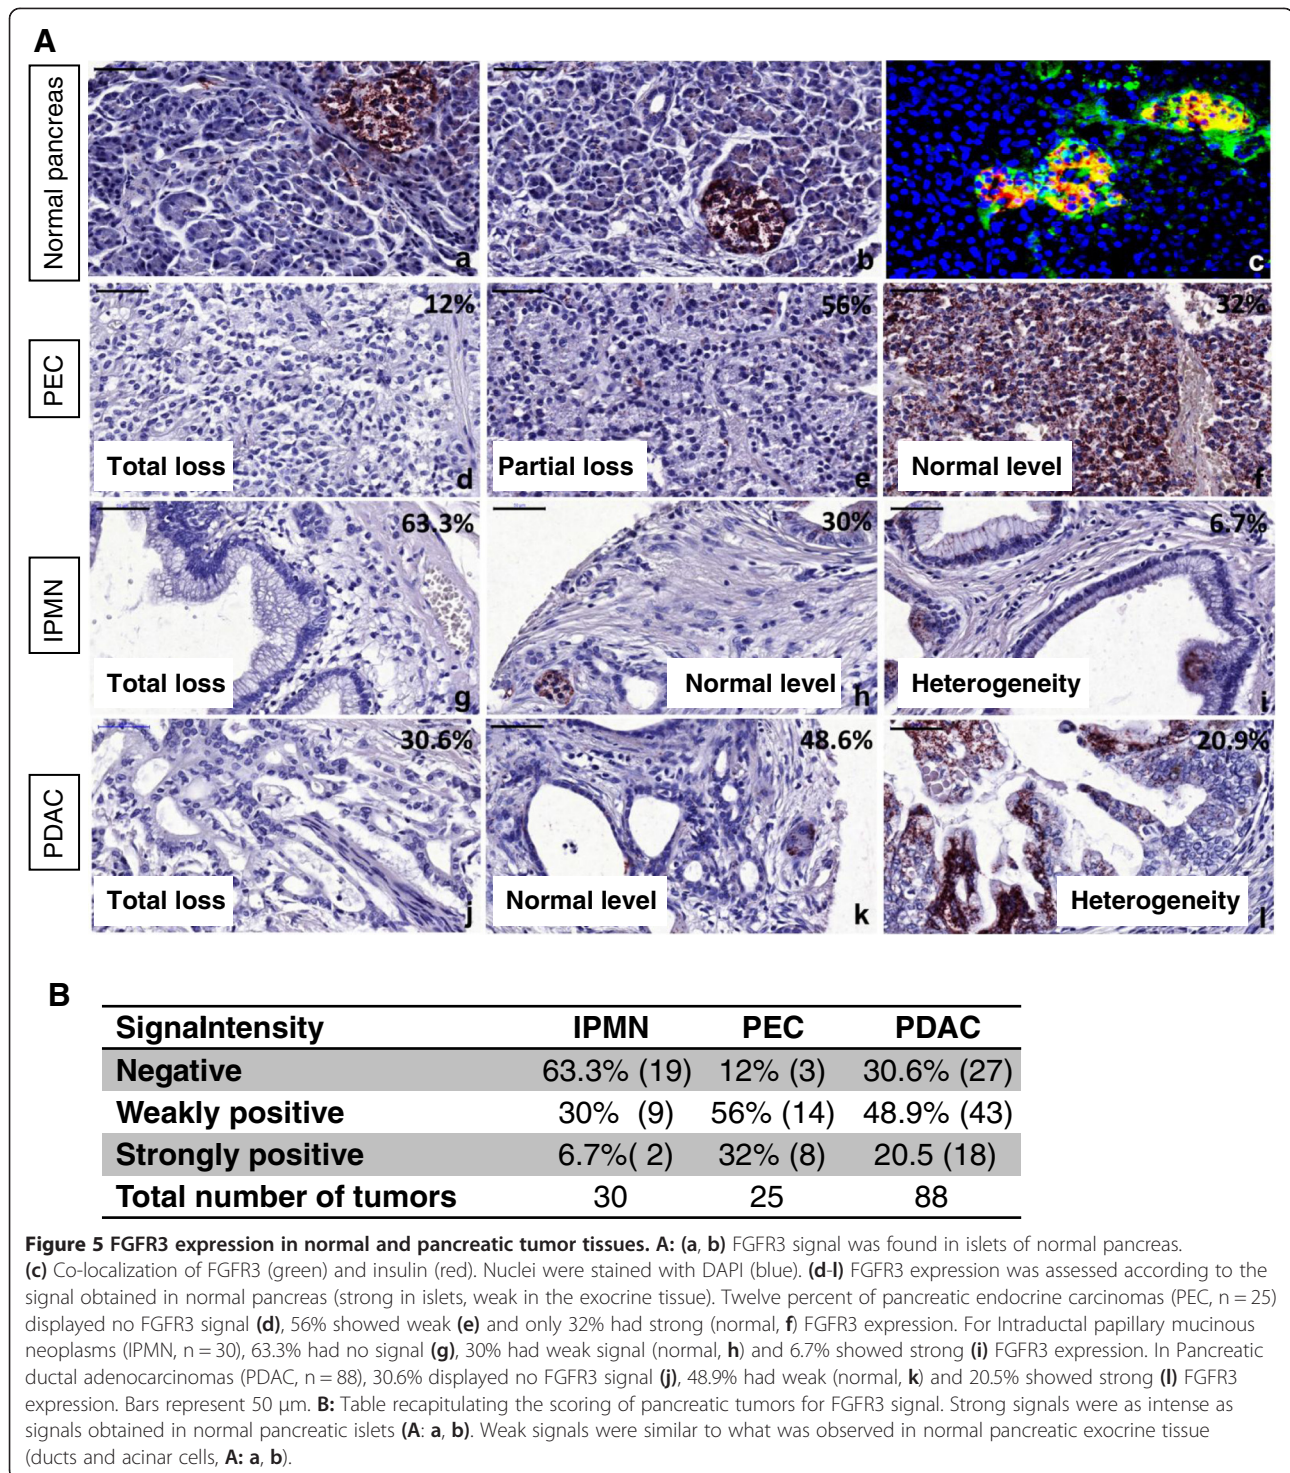 A
Normal pancreas
a
b
c
PEC
12%
Total loss
d
56%
Partial loss
e
32%
Normal level
f
IPMN
63.3%
Total loss
g
30%
Normal level
h
6.7%
Heterogeneity
i
PDAC
30.6%
Total loss
j
48.6%
Normal level
k
20.9%
Heterogeneity
l
B
SignalIntensity IPMN PEC PDAC
Negative 63.3% (19) 12% (3) 30.6% (27)
Weakly positive 30% (9) 56% (14) 48.9% (43)
Strongly positive 6.7%( 2) 32% (8) 20.5 (18)
Total number of tumors 30 25 88
Figure 5 FGFR3 expression in normal and pancreatic tumor tissues. A: (a, b) FGFR3 signal was found in islets of normal pancreas.
(c) Co-localization of FGFR3 (green) and insulin (red). Nuclei were stained with DAPI (blue). (d-l) FGFR3 expression was assessed according to the
signal obtained in normal pancreas (strong in islets, weak in the exocrine tissue). Twelve percent of pancreatic endocrine carcinomas (PEC, n = 25)
displayed no FGFR3 signal (d), 56% showed weak (e) and only 32% had strong (normal, f) FGFR3 expression. For Intraductal papillary mucinous
neoplasms (IPMN, n = 30), 63.3% had no signal (g), 30% had weak signal (normal, h) and 6.7% showed strong (i) FGFR3 expression. In Pancreatic
ductal adenocarcinomas (PDAC, n = 88), 30.6% displayed no FGFR3 signal (j), 48.9% had weak (normal, k) and 20.5% showed strong (l) FGFR3
expression. Bars represent 50 μm. B: Table recapitulating the scoring of pancreatic tumors for FGFR3 signal. Strong signals were as intense as
signals obtained in normal pancreatic islets (A: a, b). Weak signals were similar to what was observed in normal pancreatic exocrine tissue
(ducts and acinar cells, A: a, b).